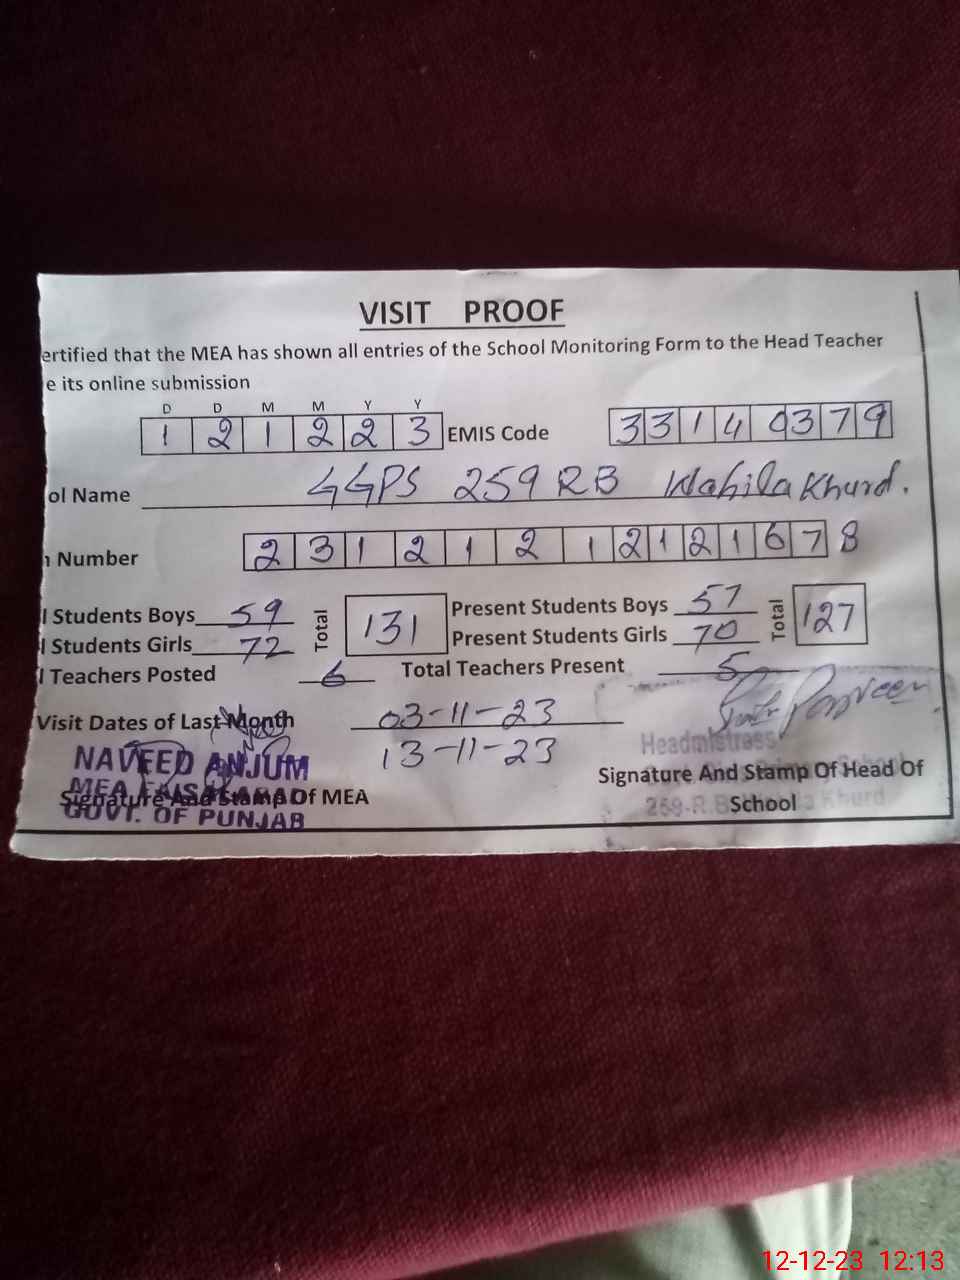 VISIT PROOF
ertified that the MEA has shown all entries of the School Monitoring Form to the Head Teacher
e its online submission
D D M M Y Y
1 2 1 2 2 3 EMIS Code 3 3 1 4 0 3 7 9
ol Name GGPS 259 RB Wahila Khurd.
n Number 2 3 1 2 1 2 1 2 1 2 1 6 7 8
l Students Boys 59 Total 131 Present Students Boys 57 Total 127
l Students Girls 72 Present Students Girls 70
l Teachers Posted 6 Total Teachers Present 5
Visit Dates of Last Month 03-11-23
13-11-23
NAVEED ANJUM
MEA FAISALABAD
GOVT. OF PUNJAB
Signature And Stamp Of MEA
Parveen
Headmistress
259-R.B Khurd
Signature And Stamp Of Head Of
School
12-12-23 12:13